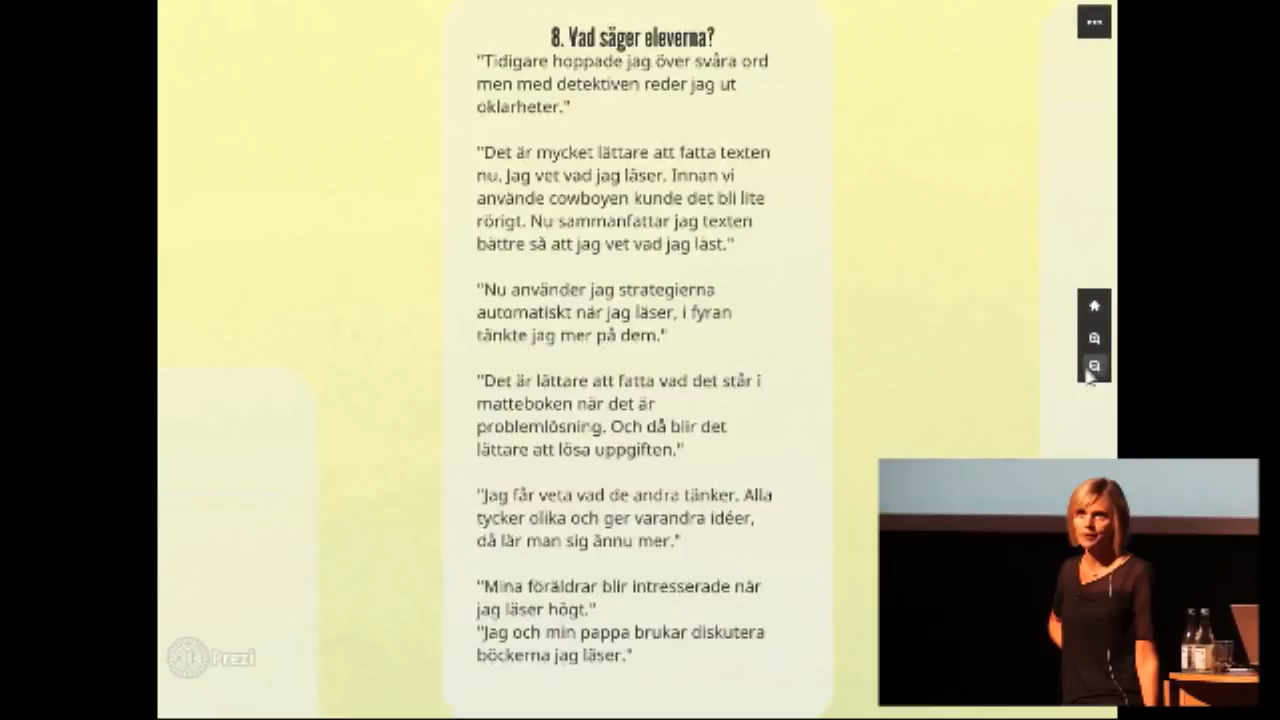 8. Vad säger eleverna?
"Tidigare hoppade jag över svåra ord
men med detektiven reder jag ut
oklarheter."
"Det är mycket lättare att fatta texten
nu. Jag vet vad jag läser. Innan vi
använde cowboyen kunde det bli lite
rörigt. Nu sammanfattar jag texten
bättre så att jag vet vad jag läst."
"Nu använder jag strategierna
automatiskt när jag läser, i fyran
tänkte jag mer på dem."
"Det är lättare att fatta vad det står i
matteboken när det är
problemlösning. Och då blir det
lättare att lösa uppgiften."
"Jag får veta vad de andra tänker. Alla
tycker olika och ger varandra idéer,
då lär man sig ännu mer."
"Mina föräldrar blir intresserade när
jag läser högt."
"Jag och min pappa brukar diskutera
böckerna jag läser."
Prezi